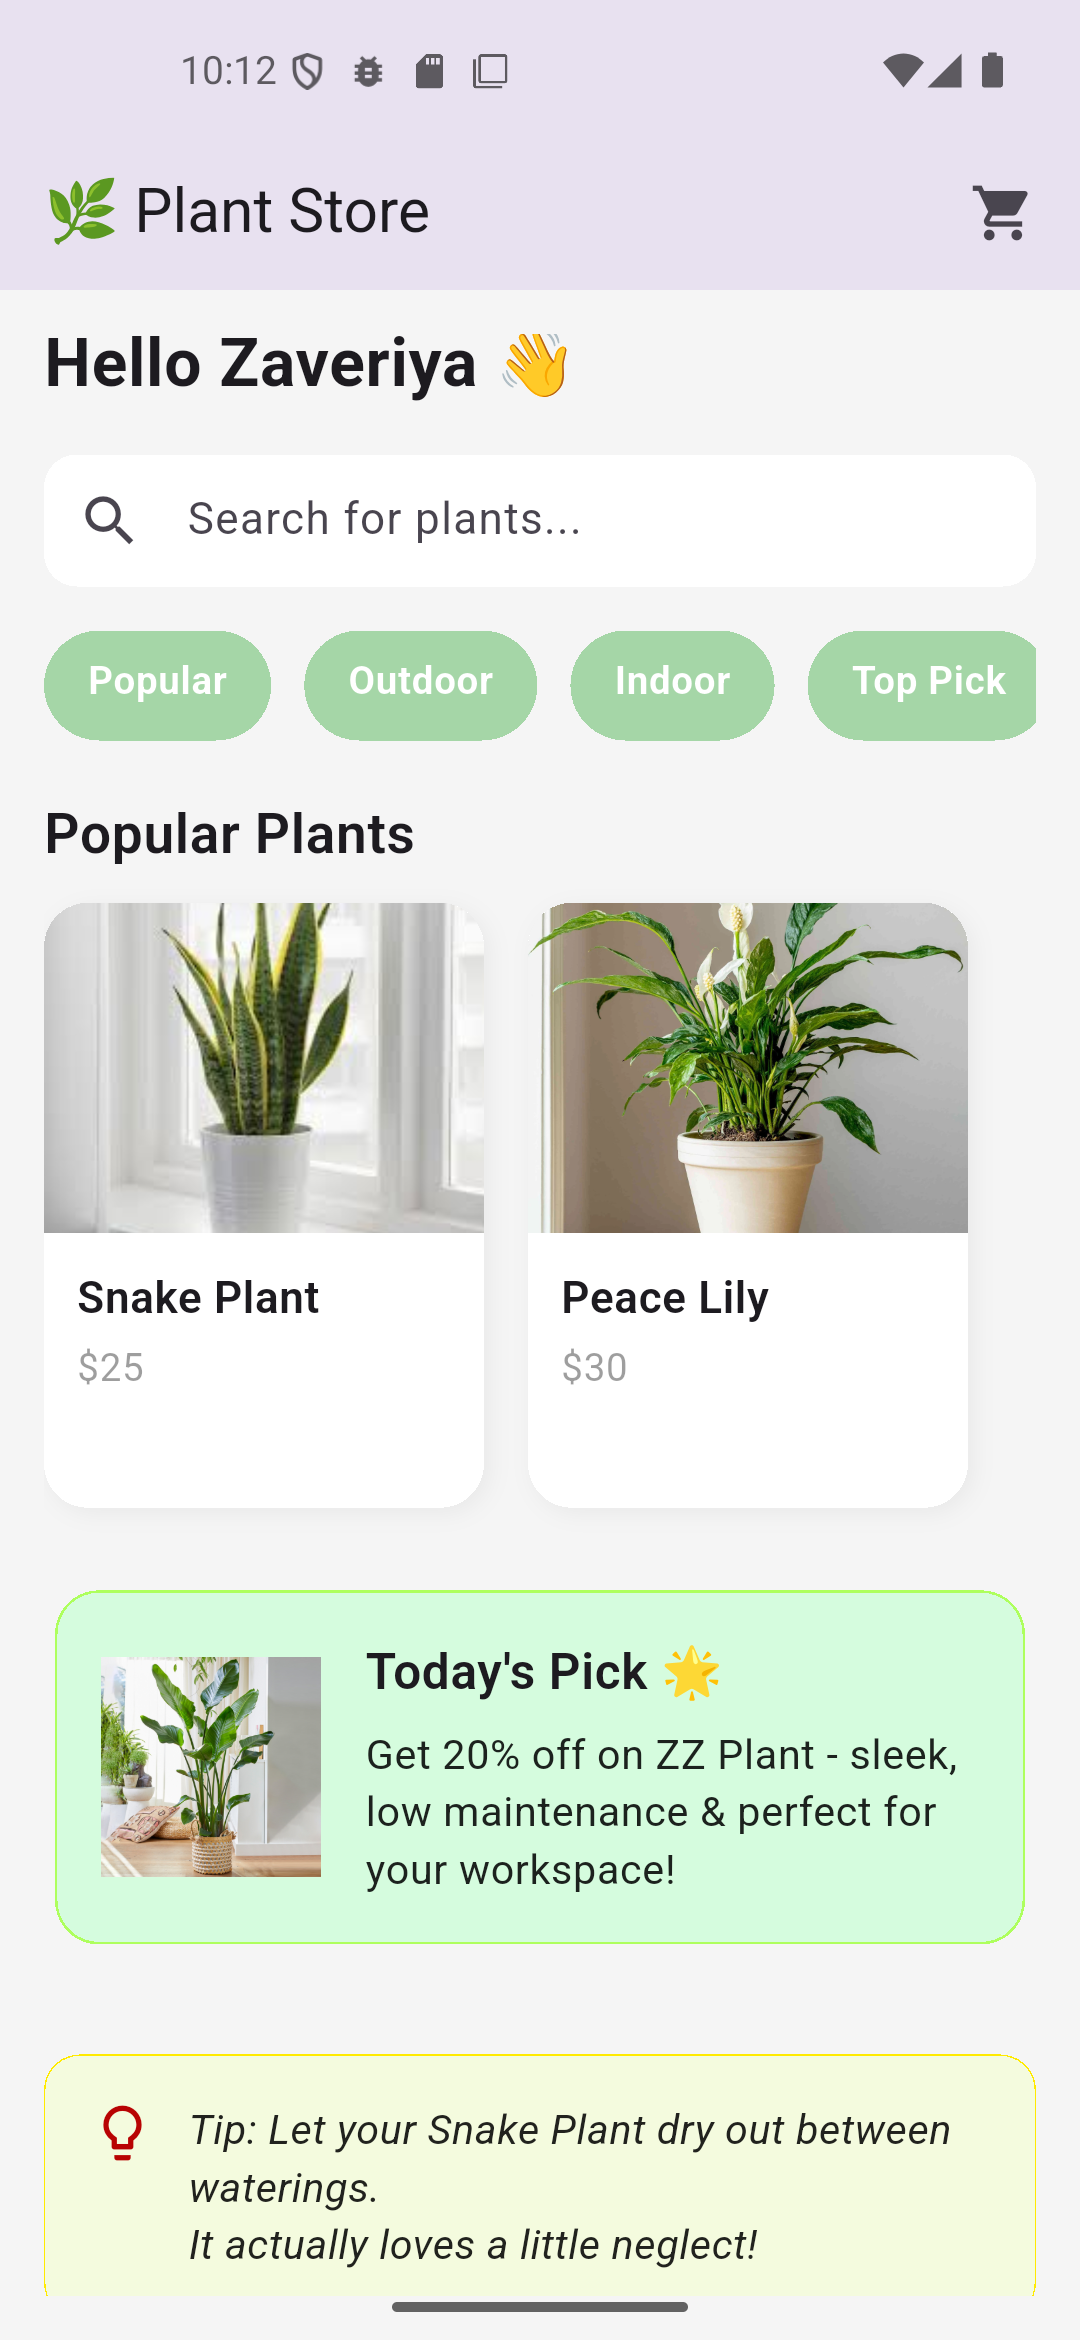 10:12
🌿 Plant Store
Hello Zaveriya 👋
Search for plants...
Popular
Outdoor
Indoor
Top Pick
Popular Plants
Snake Plant
$25
Peace Lily
$30
Today's Pick 🌟
Get 20% off on ZZ Plant - sleek,
low maintenance & perfect for
your workspace!
Tip: Let your Snake Plant dry out between
waterings.
It actually loves a little neglect!